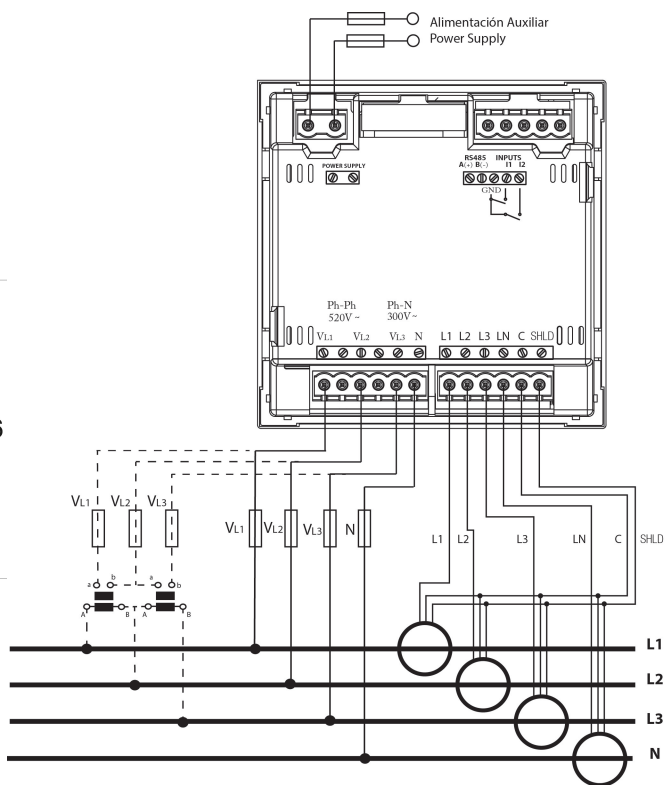 Alimentación Auxiliar
Power Supply
POWER SUPPLY
RS485 INPUTS
A(+) B(-) I1 I2
GND
Ph-Ph Ph-N
520V ~ 300V ~
VL1 VL2 VL3 N L1 L2 L3 LN C SHLD
6
VL1 VL2 VL3
VL1 VL2 VL3 N
L1 L2 L3 LN C SHLD
a b a b
A B A B
L1
L2
L3
N